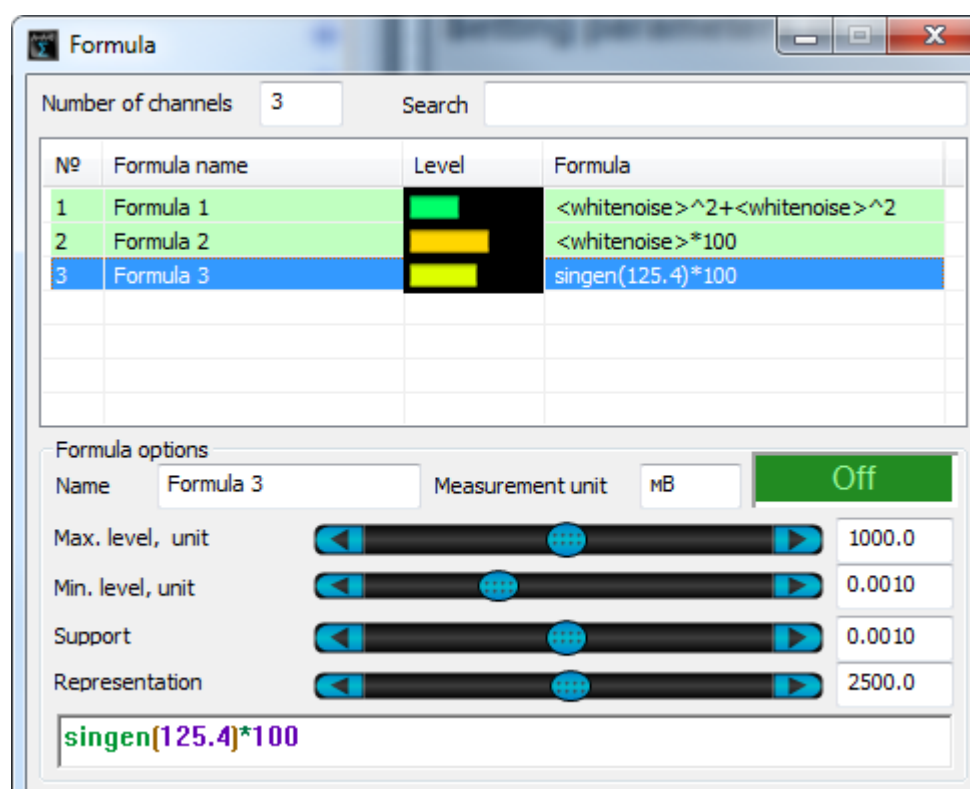 Setting parameter
Formula
Number of channels 3 Search
Nº Formula name Level Formula
1 Formula 1 <whitenoise>^2+<whitenoise>^2
2 Formula 2 <whitenoise>*100
3 Formula 3 singen(125.4)*100
Formula options
Name Formula 3 Measurement unit мВ Off
Max. level, unit 1000.0
Min. level, unit 0.0010
Support 0.0010
Representation 2500.0
singen(125.4)*100